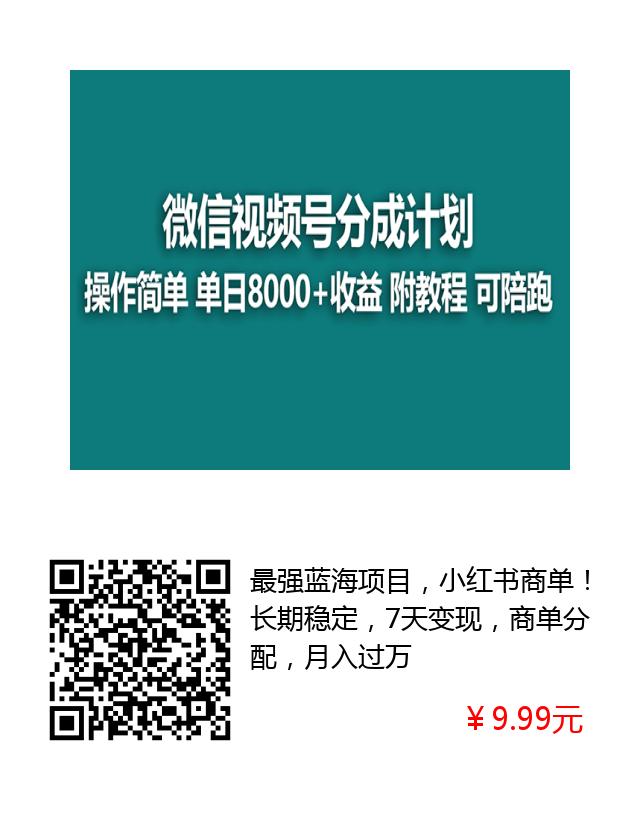 微信视频号分成计划
操作简单 单日8000+收益 附教程 可陪跑
最强蓝海项目，小红书商单！
长期稳定，7天变现，商单分
配，月入过万
￥9.99元